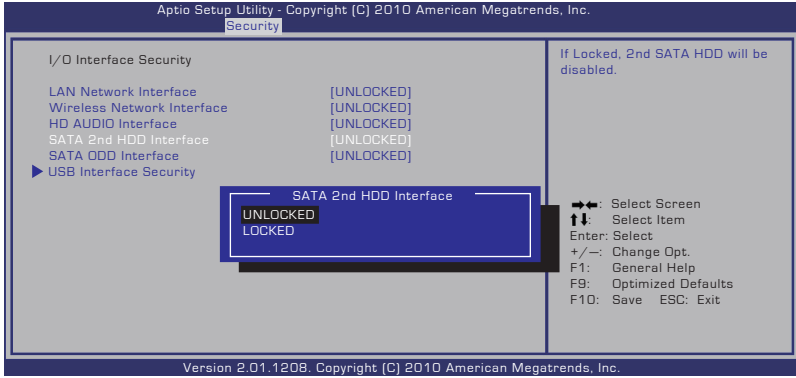 Aptio Setup Utility - Copyright (C) 2010 American Megatrends, Inc.
Security
I/O Interface Security
LAN Network Interface [UNLOCKED]
Wireless Network Interface [UNLOCKED]
HD AUDIO Interface [UNLOCKED]
SATA 2nd HDD Interface [UNLOCKED]
SATA ODD Interface [UNLOCKED]
USB Interface Security
SATA 2nd HDD Interface
UNLOCKED
LOCKED
If Locked, 2nd SATA HDD will be
disabled.
→←: Select Screen
↑↓: Select Item
Enter: Select
+/—: Change Opt.
F1: General Help
F9: Optimized Defaults
F10: Save ESC: Exit
Version 2.01.1208. Copyright (C) 2010 American Megatrends, Inc.